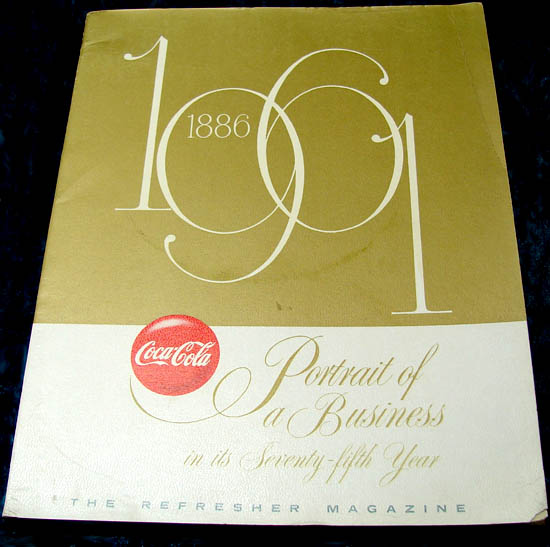 1961
1886
Coca-Cola
Portrait of
a Business
in its Seventy-fifth Year
THE REFRESHER MAGAZINE